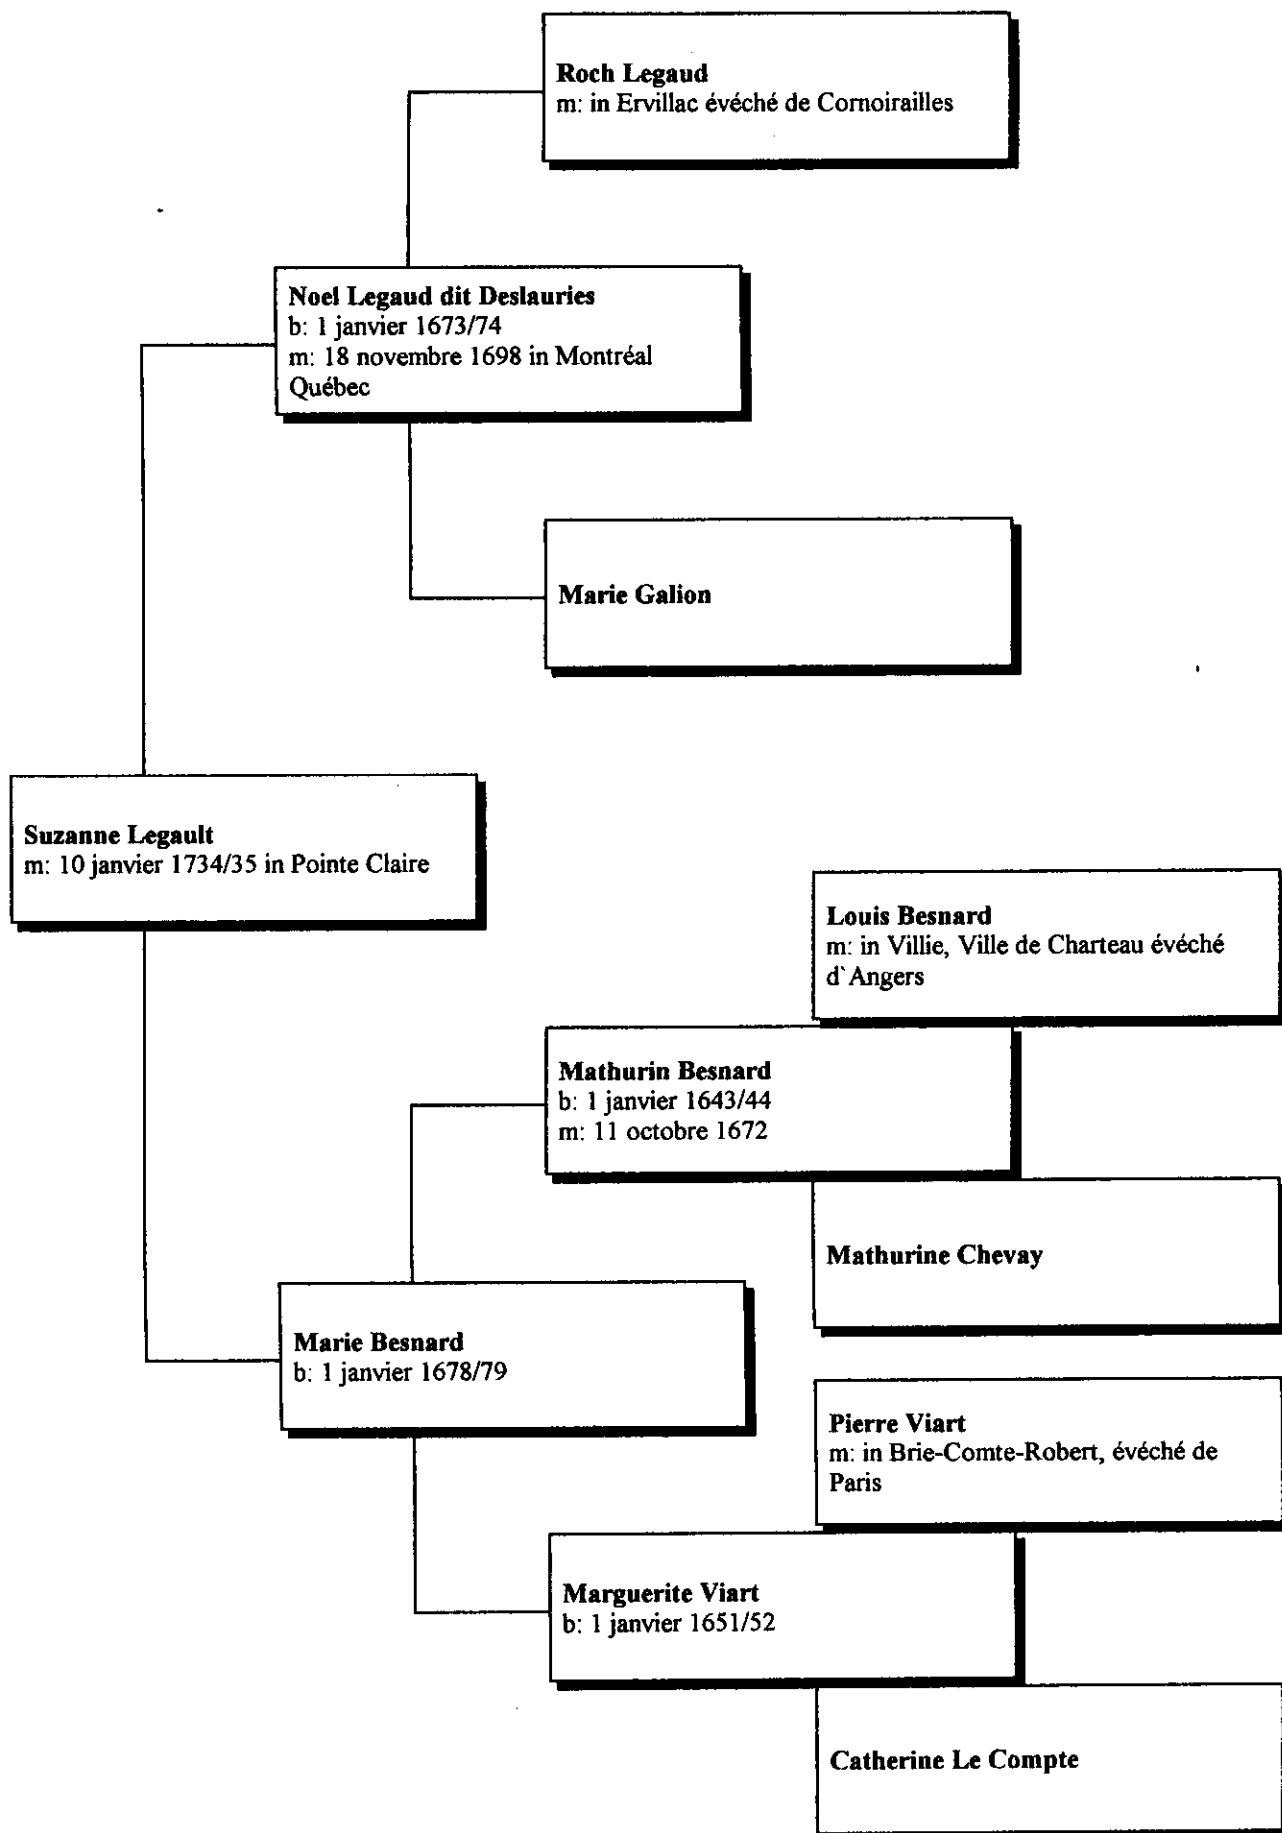 Roch Legaud
m: in Ervillac évéché de Cornoirailles
Noel Legaud dit Deslauries
b: 1 janvier 1673/74
m: 18 novembre 1698 in Montréal
Québec
Marie Galion
Suzanne Legault
m: 10 janvier 1734/35 in Pointe Claire
Louis Besnard
m: in Villie, Ville de Charteau évéché
d`Angers
Mathurin Besnard
b: 1 janvier 1643/44
m: 11 octobre 1672
Mathurine Chevay
Marie Besnard
b: 1 janvier 1678/79
Pierre Viart
m: in Brie-Comte-Robert, évéché de
Paris
Marguerite Viart
b: 1 janvier 1651/52
Catherine Le Compte